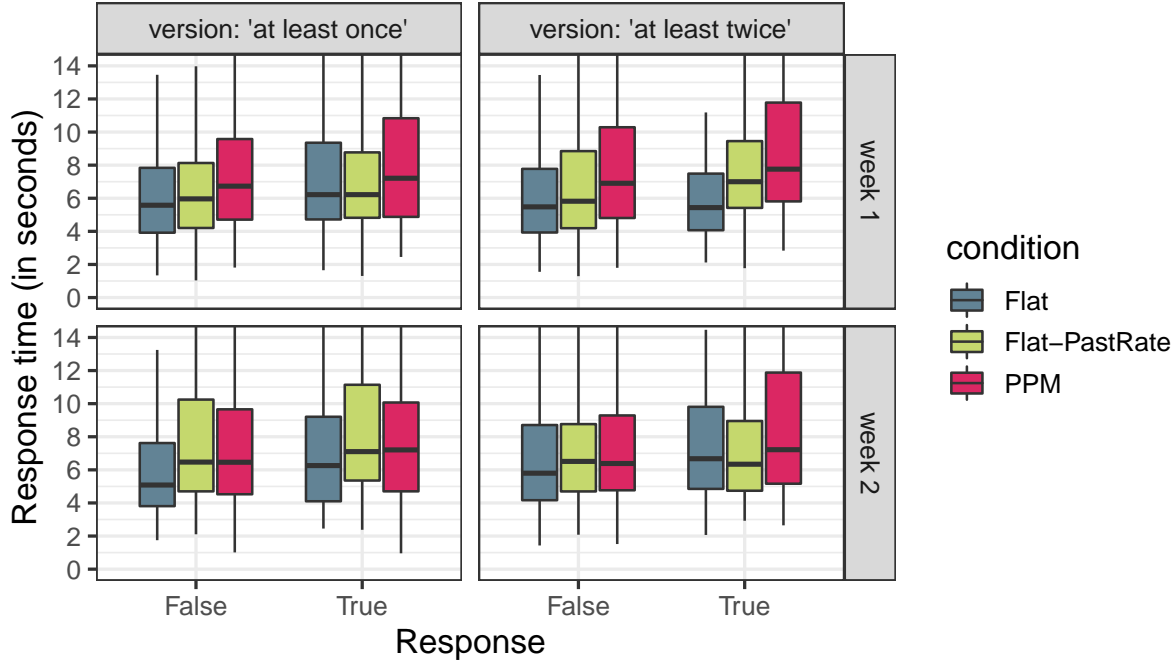 version: 'at least once'
version: 'at least twice'
Response time (in seconds)
14
12
10
8
6
4
2
0
week 1
14
12
10
8
6
4
2
0
week 2
False
True
False
True
Response
condition
Flat
Flat−PastRate
PPM